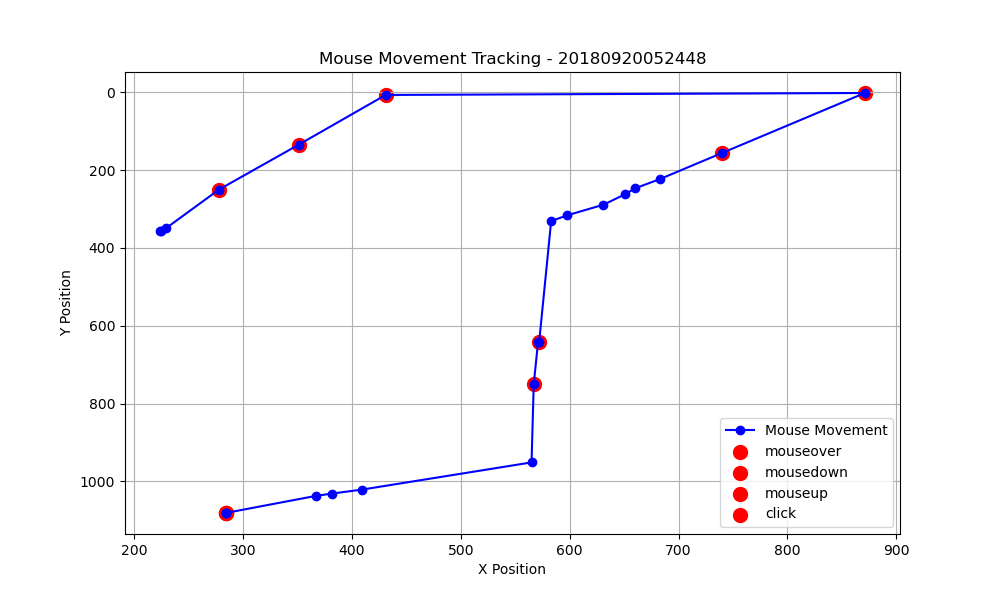 Mouse Movement Tracking - 20180920052448
0
200
400
600
800
1000
Y Position
Mouse Movement
mouseover
mousedown
mouseup
click
200 300 400 500 600 700 800 900
X Position